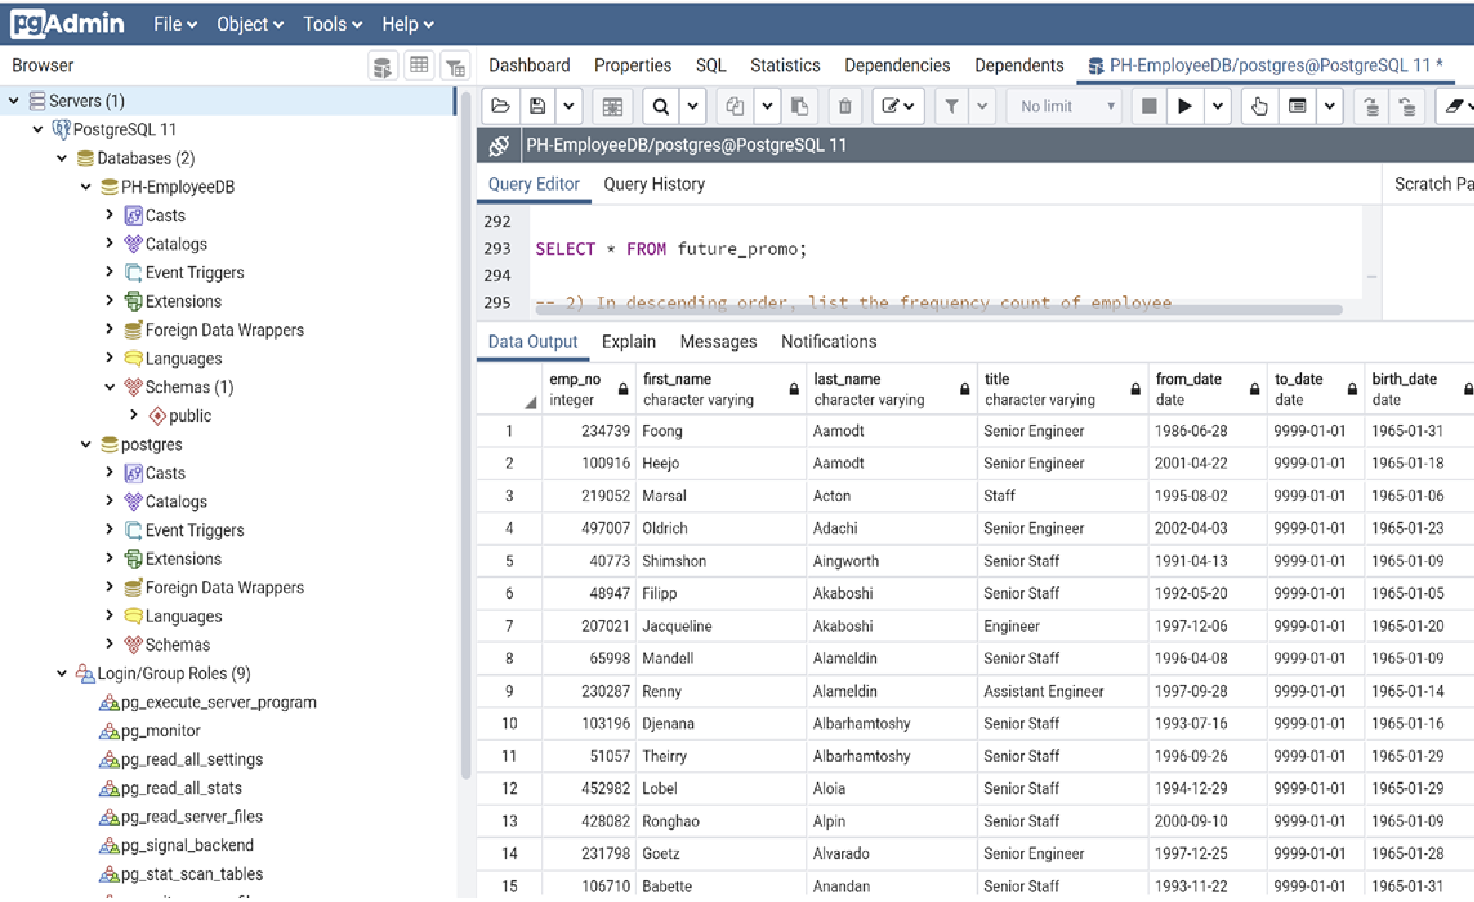 pgAdmin File Object Tools Help
Browser
Dashboard Properties SQL Statistics Dependencies Dependents PH-EmployeeDB/postgres@PostgreSQL 11 *
Servers (1)
PostgreSQL 11
Databases (2)
PH-EmployeeDB
Casts
Catalogs
Event Triggers
Extensions
Foreign Data Wrappers
Languages
Schemas (1)
public
postgres
Casts
Catalogs
Event Triggers
Extensions
Foreign Data Wrappers
Languages
Schemas
Login/Group Roles (9)
pg_execute_server_program
pg_monitor
pg_read_all_settings
pg_read_all_stats
pg_read_server_files
pg_signal_backend
pg_stat_scan_tables
No limit
PH-EmployeeDB/postgres@PostgreSQL 11
Query Editor Query History Scratch Pa
292
293 SELECT * FROM future_promo;
294
295 -- 2) In descending order, list the frequency count of employee
Data Output Explain Messages Notifications
emp_no first_name last_name title from_date to_date birth_date
integer character varying character varying character varying date date date
1 234739 Foong Aamodt Senior Engineer 1986-06-28 9999-01-01 1965-01-31
2 100916 Heejo Aamodt Senior Engineer 2001-04-22 9999-01-01 1965-01-18
3 219052 Marsal Acton Staff 1995-08-02 9999-01-01 1965-01-06
4 497007 Oldrich Adachi Senior Engineer 2002-04-03 9999-01-01 1965-01-23
5 40773 Shimshon Aingworth Senior Staff 1991-04-13 9999-01-01 1965-01-09
6 48947 Filipp Akaboshi Senior Staff 1992-05-20 9999-01-01 1965-01-05
7 207021 Jacqueline Akaboshi Engineer 1997-12-06 9999-01-01 1965-01-20
8 65998 Mandell Alameldin Senior Staff 1996-04-08 9999-01-01 1965-01-09
9 230287 Renny Alameldin Assistant Engineer 1997-09-28 9999-01-01 1965-01-14
10 103196 Djenana Albarhamtoshy Senior Staff 1993-07-16 9999-01-01 1965-01-16
11 51057 Theirry Albarhamtoshy Senior Staff 1996-09-26 9999-01-01 1965-01-29
12 452982 Lobel Aloia Senior Staff 1994-12-29 9999-01-01 1965-01-29
13 428082 Ronghao Alpin Senior Staff 2000-09-10 9999-01-01 1965-01-09
14 231798 Goetz Alvarado Senior Engineer 1997-12-25 9999-01-01 1965-01-28
15 106710 Babette Anandan Senior Staff 1993-11-22 9999-01-01 1965-01-31